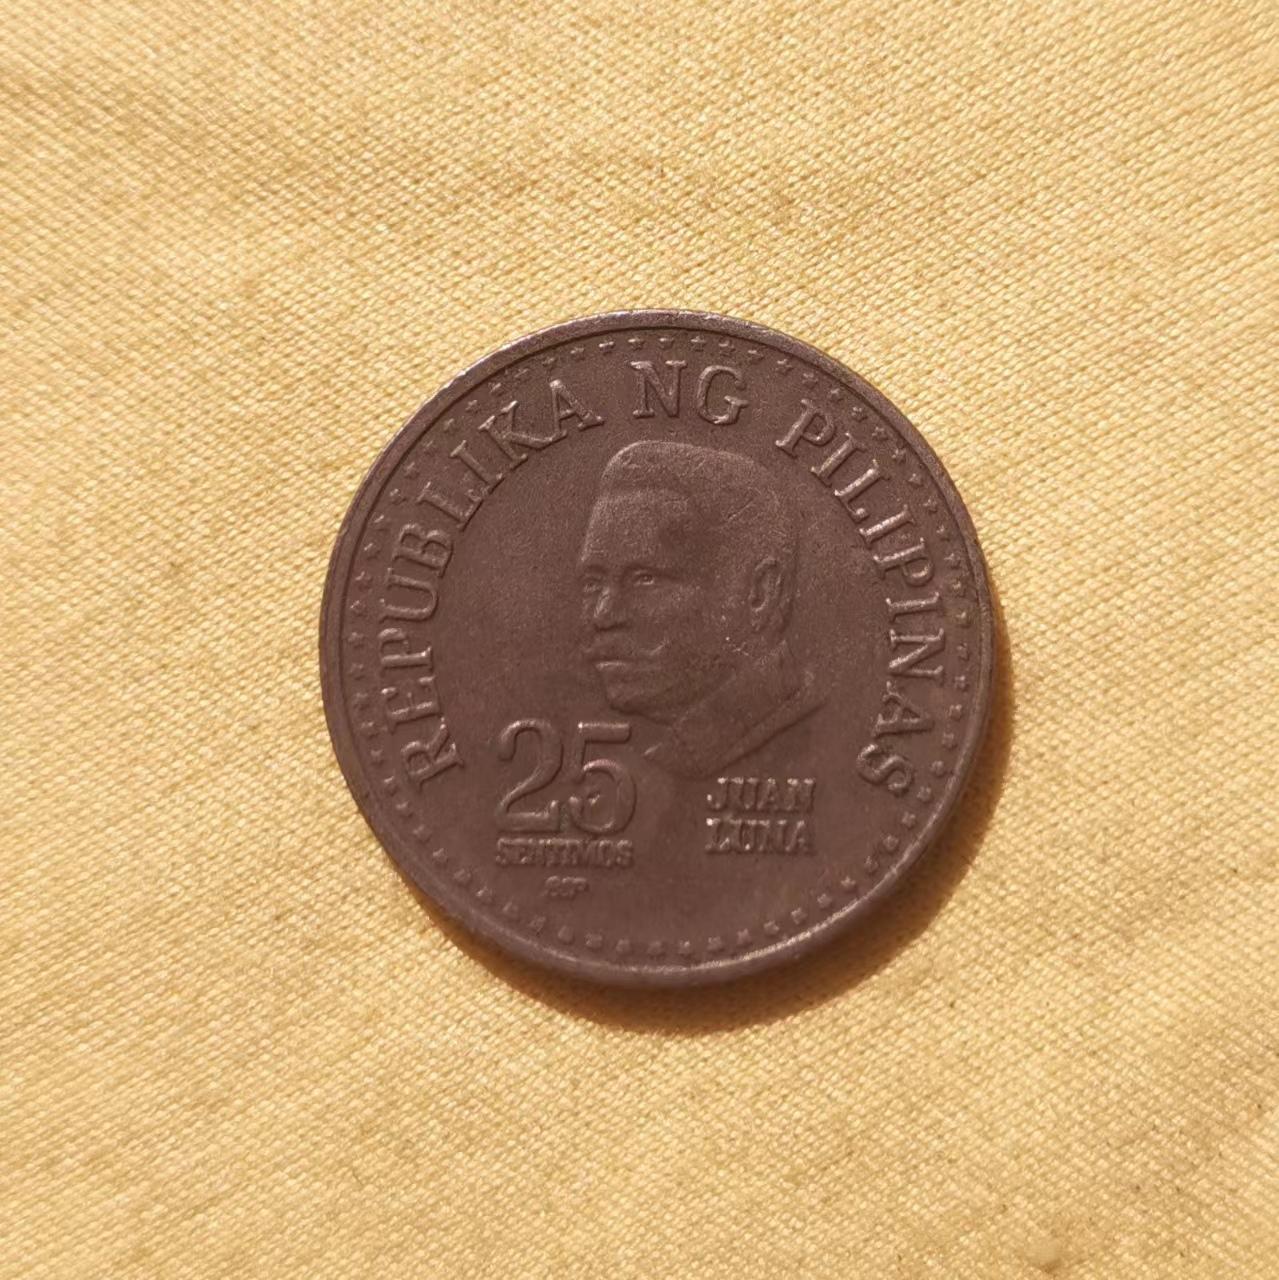 REPUBLIKA NG PILIPINAS
25
SENTIMOS
JUAN
LUNA